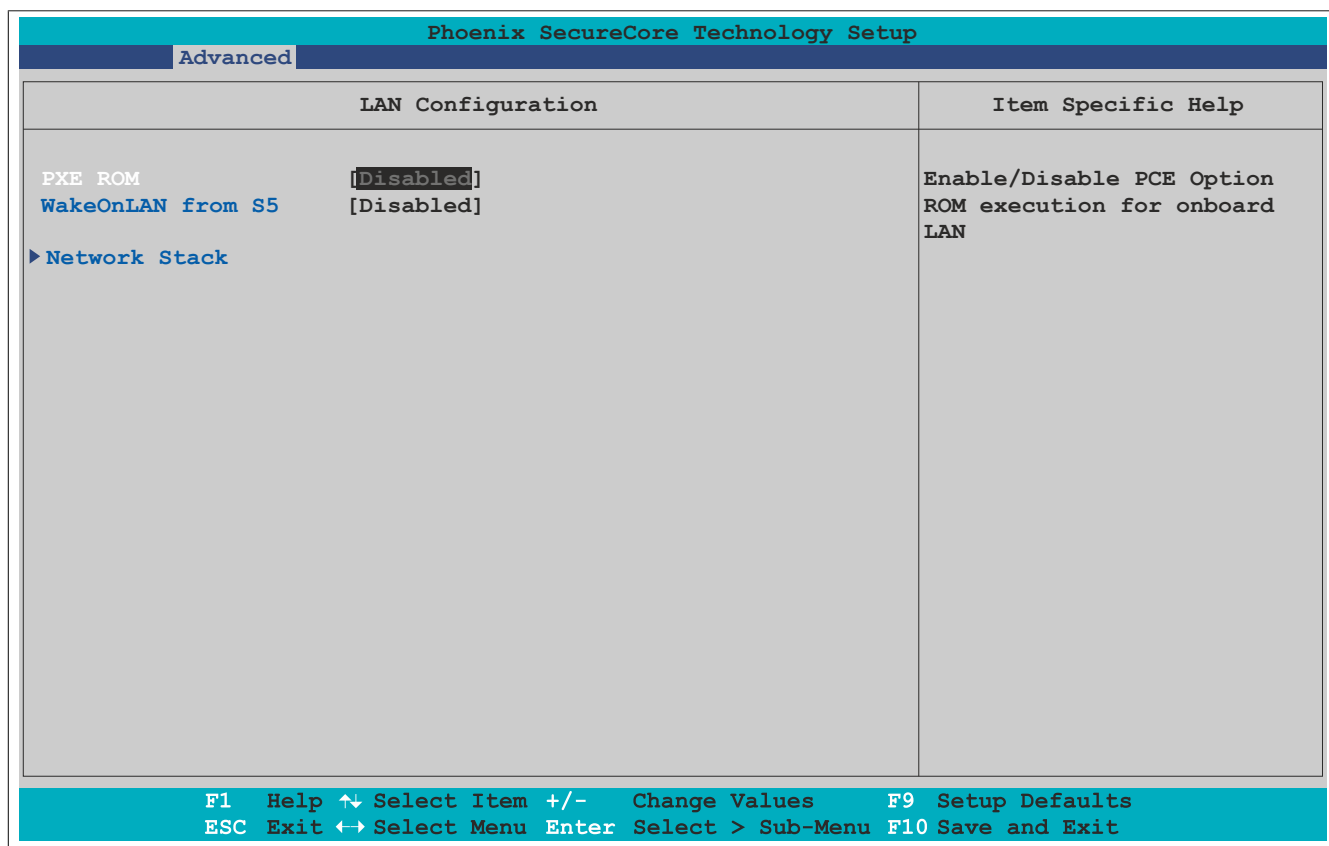 Phoenix SecureCore Technology Setup
Advanced
LAN Configuration
Item Specific Help
PXE ROM [Disabled]
WakeOnLAN from S5 [Disabled]
Network Stack
Enable/Disable PCE Option
ROM execution for onboard
LAN
F1 Help ↑↓ Select Item +/- Change Values F9 Setup Defaults
ESC Exit ←→ Select Menu Enter Select > Sub-Menu F10 Save and Exit